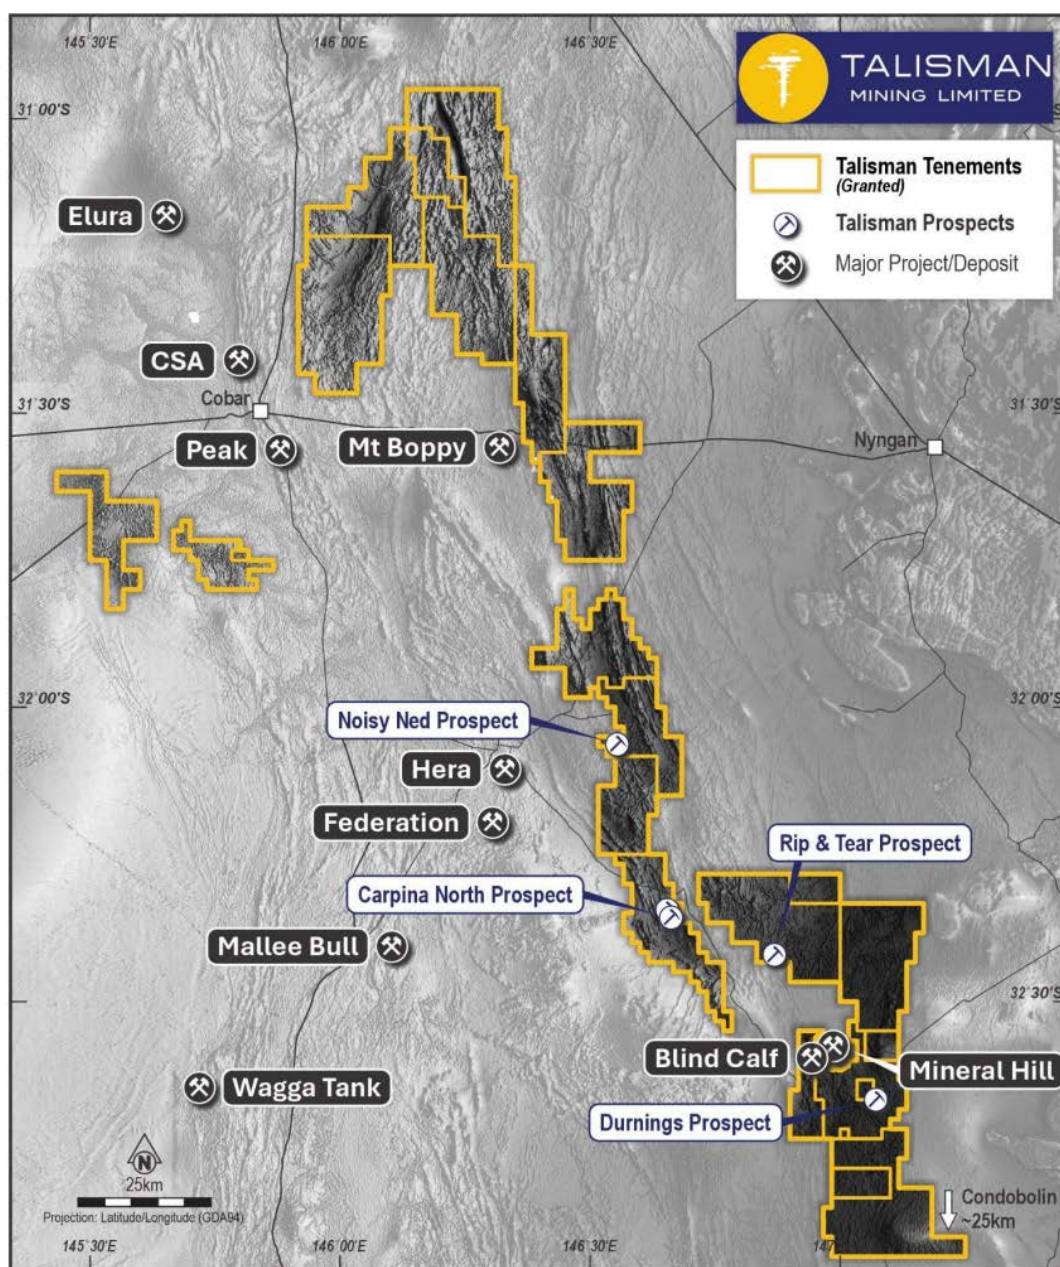 145°30'E
146°00'E
146°30'E
TALISMAN
MINING LIMITED
31°00'S
Talisman Tenements
(Granted)
Talisman Prospects
Major Project/Deposit
Elura
CSA
Cobar
31°30'S
31°30'S
Peak
Mt Boppy
Nyngan
32°00'S
32°00'S
Noisy Ned Prospect
Hera
Federation
Rip & Tear Prospect
Carpina North Prospect
Mallee Bull
32°30'S
Blind Calf
Mineral Hill
Wagga Tank
Durnings Prospect
N
25km
Projection: Latitude/Longitude (GDA94)
Condobolin
~25km
145°30'E
146°00'E
146°30'E